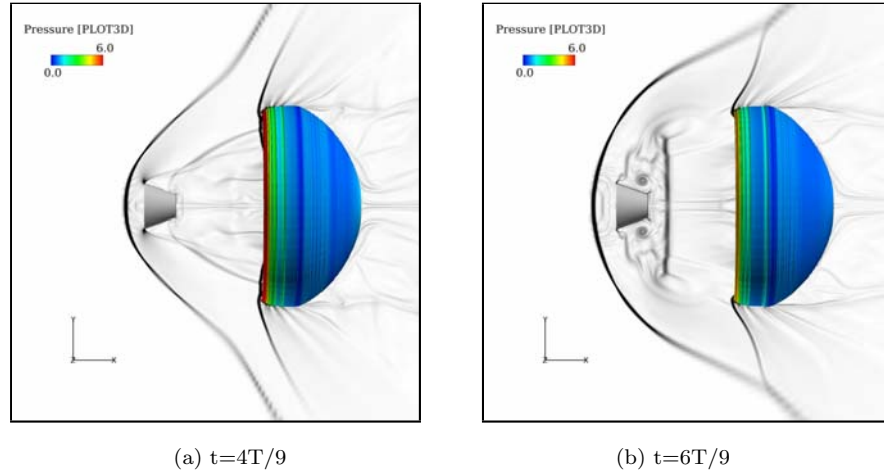 Pressure [PLOT3D]
6.0
0.0
Y
Z
X
(a) t=4T/9
Pressure [PLOT3D]
6.0
0.0
Y
Z
X
(b) t=6T/9